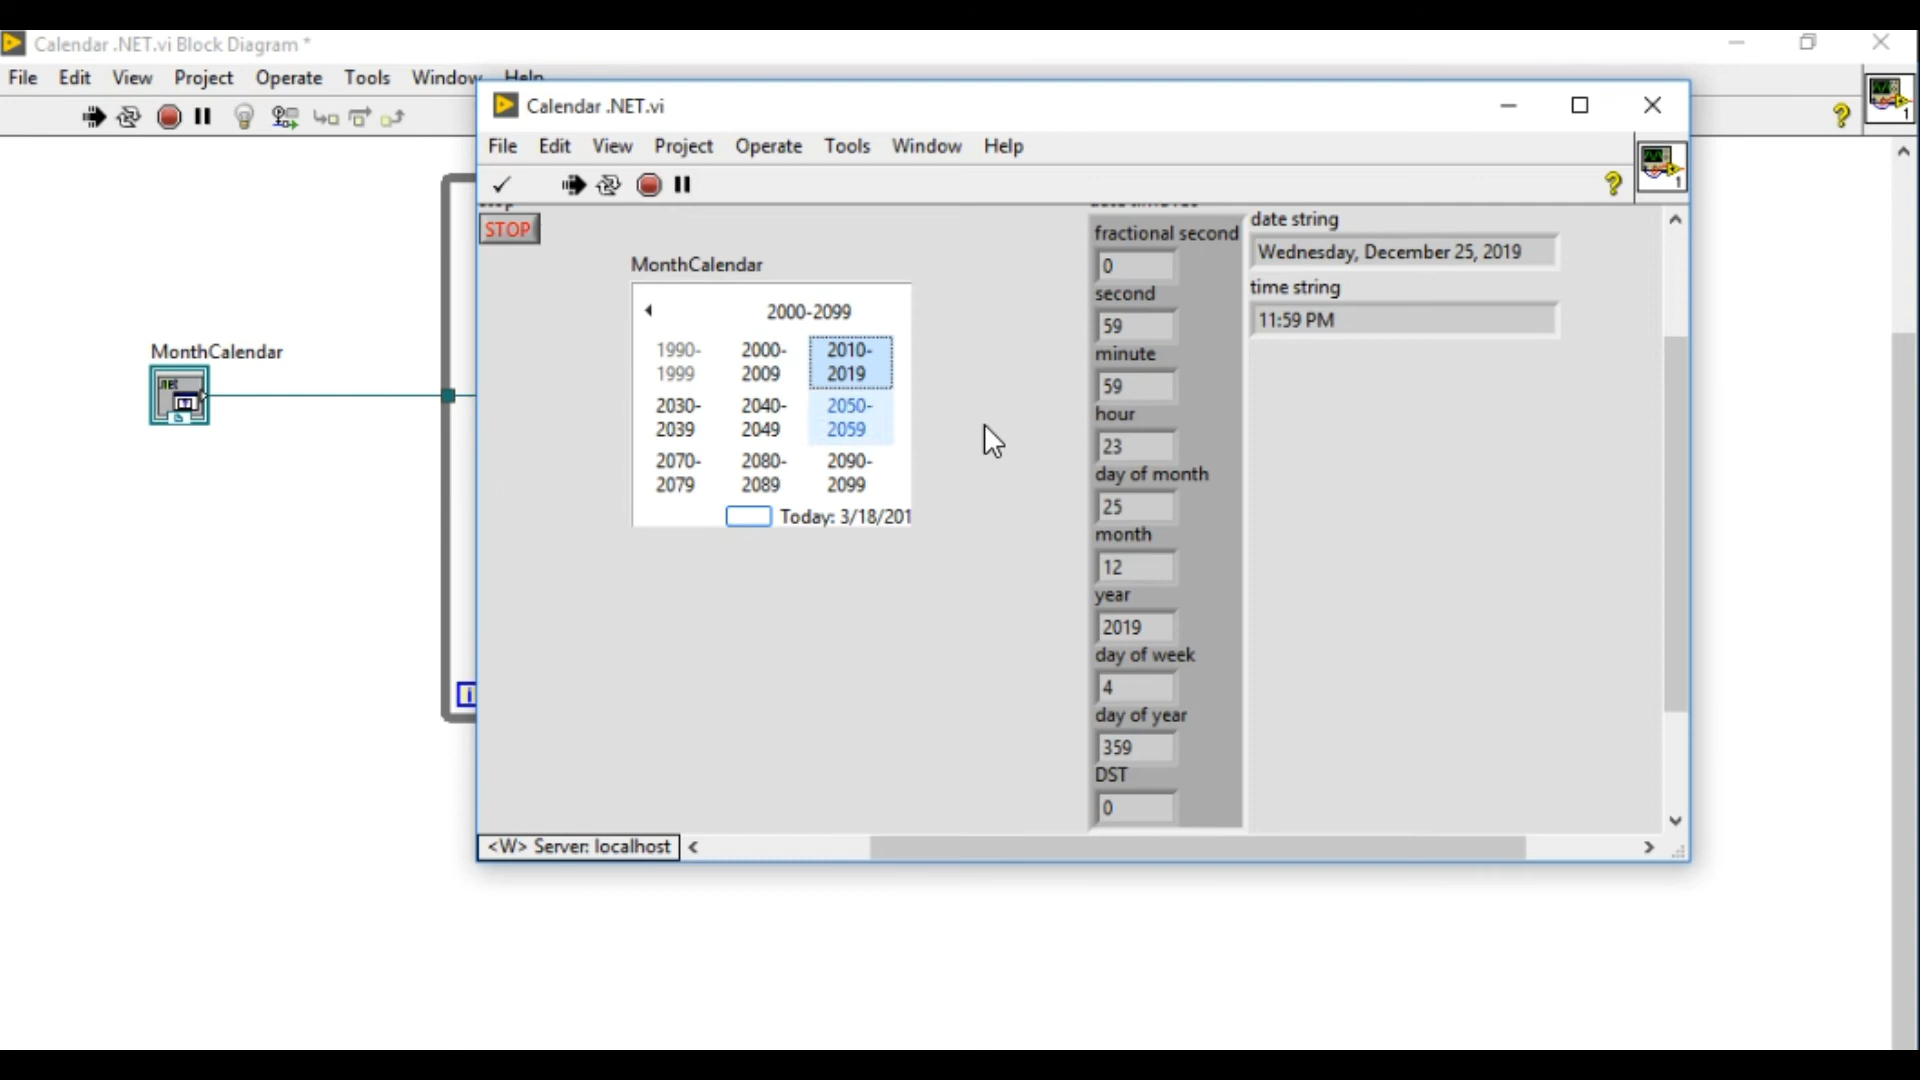 Calendar .NET.vi Block Diagram *
File Edit View Project Operate Tools Window Help
Calendar .NET.vi
File Edit View Project Operate Tools Window Help
1
1
?
?
STOP
MonthCalendar
2000-2099
1990-
1999
2000-
2009
2010-
2019
2030-
2039
2040-
2049
2050-
2059
2070-
2079
2080-
2089
2090-
2099
Today: 3/18/201
fractional second
0
second
59
minute
59
hour
23
day of month
25
month
12
year
2019
day of week
4
day of year
359
DST
0
date string
Wednesday, December 25, 2019
time string
11:59 PM
MonthCalendar
.net
i
<W> Server: localhost